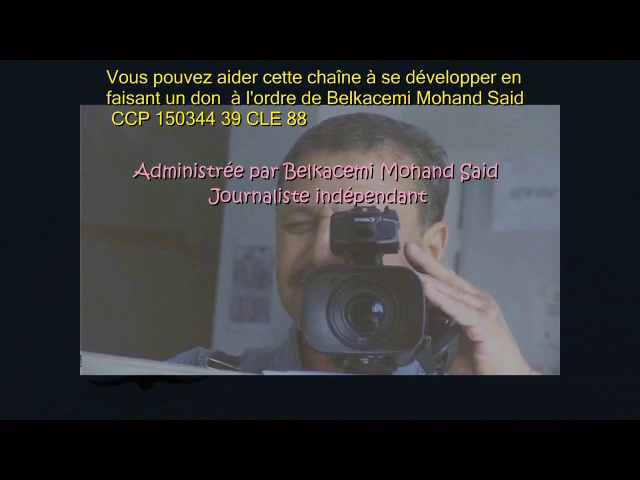 Vous pouvez aider cette chaîne à se développer en
faisant un don à l'ordre de Belkacemi Mohand Said
CCP 150344 39 CLE 88
Administrée par Belkacemi Mohand Said
Journaliste indépendant